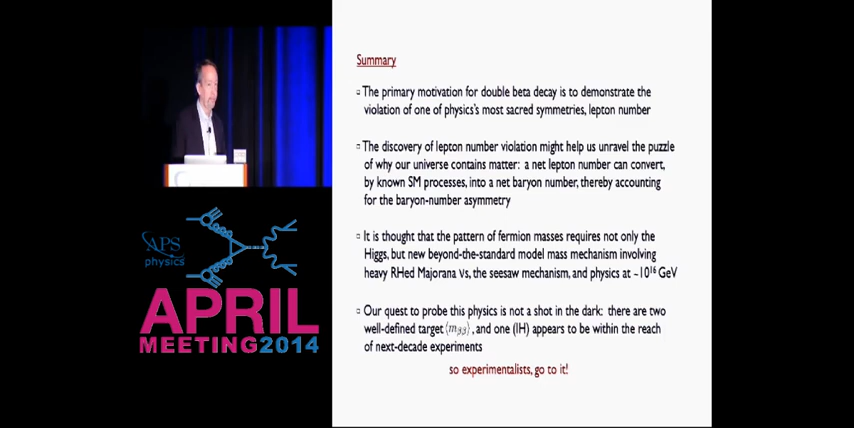 Summary
▫ The primary motivation for double beta decay is to demonstrate the
violation of one of physics's most sacred symmetries, lepton number
▫ The discovery of lepton number violation might help us unravel the puzzle
of why our universe contains matter: a net lepton number can convert,
by known SM processes, into a net baryon number, thereby accounting
for the baryon-number asymmetry
▫ It is thought that the pattern of fermion masses requires not only the
Higgs, but new beyond-the-standard model mass mechanism involving
heavy RHed Majorana νs, the seesaw mechanism, and physics at ~10¹⁶ GeV
▫ Our quest to probe this physics is not a shot in the dark: there are two
well-defined target ⟨mββ⟩, and one (IH) appears to be within the reach
of next-decade experiments
so experimentalists, go to it!
APS
physics
APRIL
MEETING2014